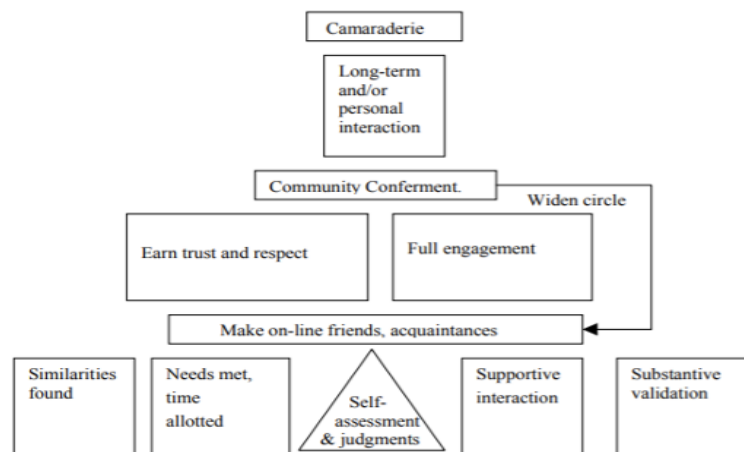 Camaraderie
Long-term
and/or
personal
interaction
Community Conferment.
Widen circle
Earn trust and respect
Full engagement
Make on-line friends, acquaintances
Similarities
found
Needs met,
time
allotted
Self-
assessment
& judgments
Supportive
interaction
Substantive
validation